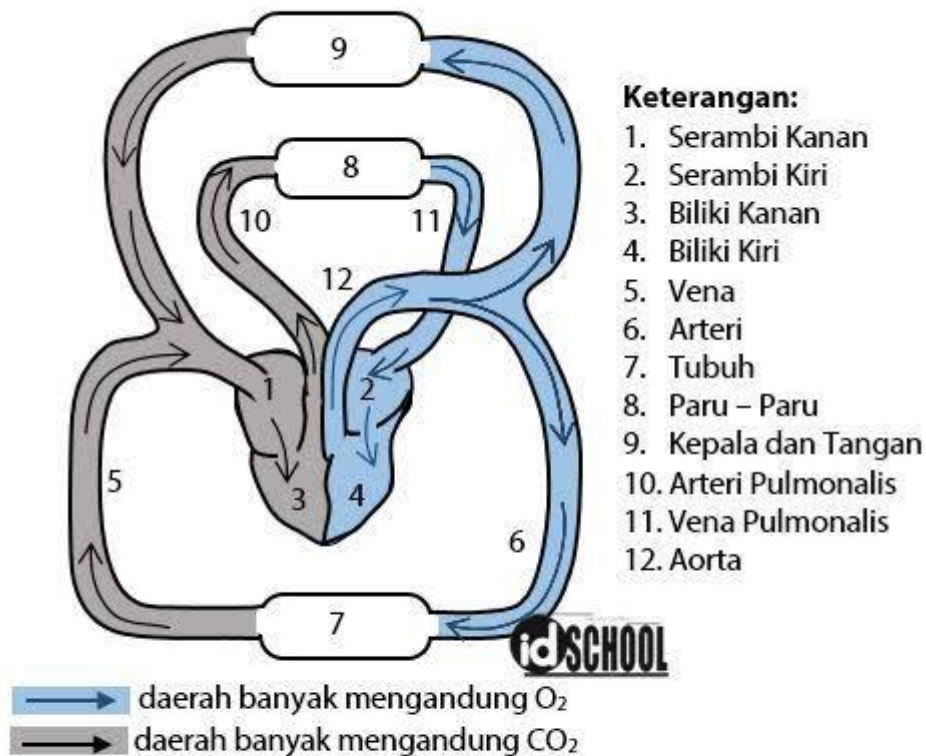 9
8
10
11
12
1
2
5
3
4
6
7
Keterangan:
1. Serambi Kanan
2. Serambi Kiri
3. Biliki Kanan
4. Biliki Kiri
5. Vena
6. Arteri
7. Tubuh
8. Paru – Paru
9. Kepala dan Tangan
10. Arteri Pulmonalis
11. Vena Pulmonalis
12. Aorta
idSCHOOL
daerah banyak mengandung O₂
daerah banyak mengandung CO₂